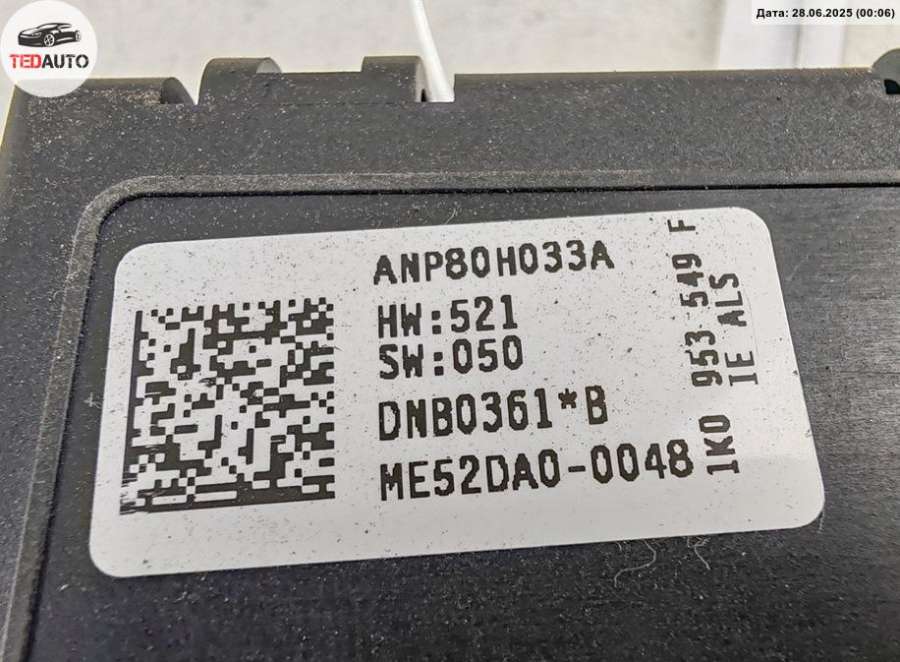 TEDAUTO
Дата: 28.06.2025 (00:06)
ANP80H033A
HW:521
SW:050
DNB0361*B
ME52DA0-0048
1K0 953 549 F
IE ALS